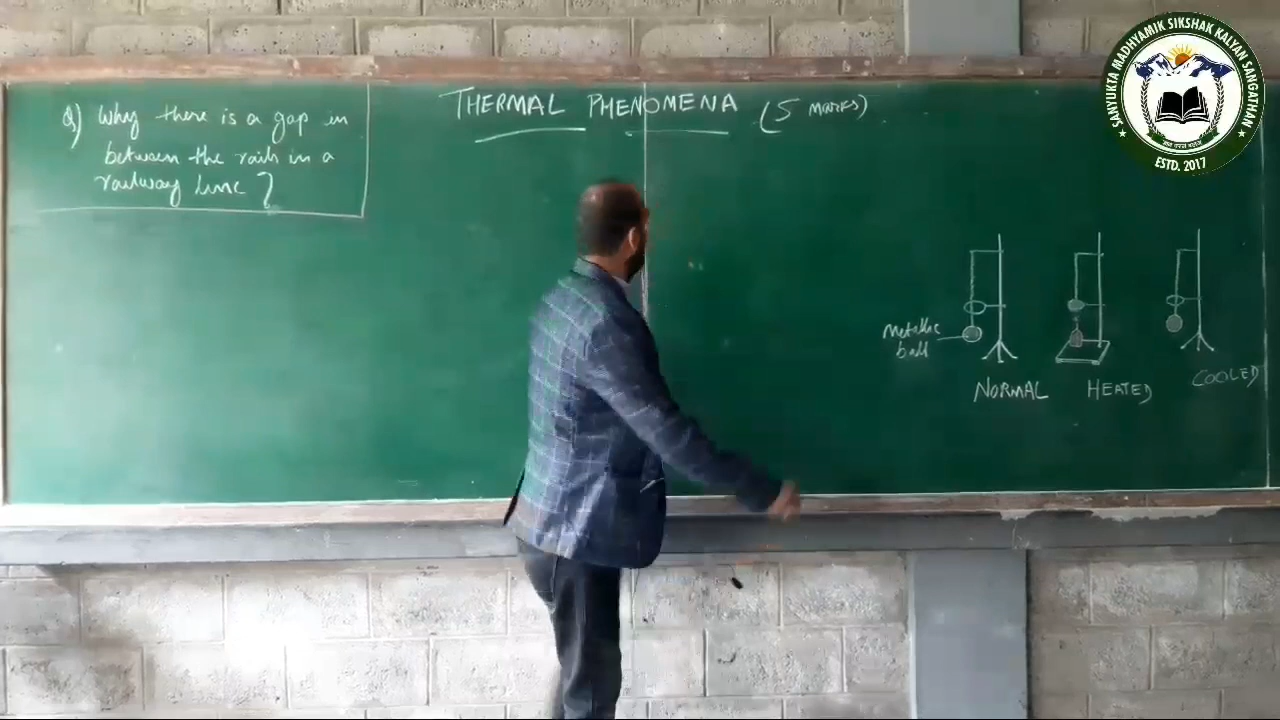 THERMAL PHENOMENA (5 MARKS)
Q) Why there is a gap in
between the rails in a
railway line?
Metallic
ball
NORMAL
HEATED
COOLED
SANYUKTA MADHYAMIK SIKSHAK KALYAN SANGATHAN
ESTD. 2017